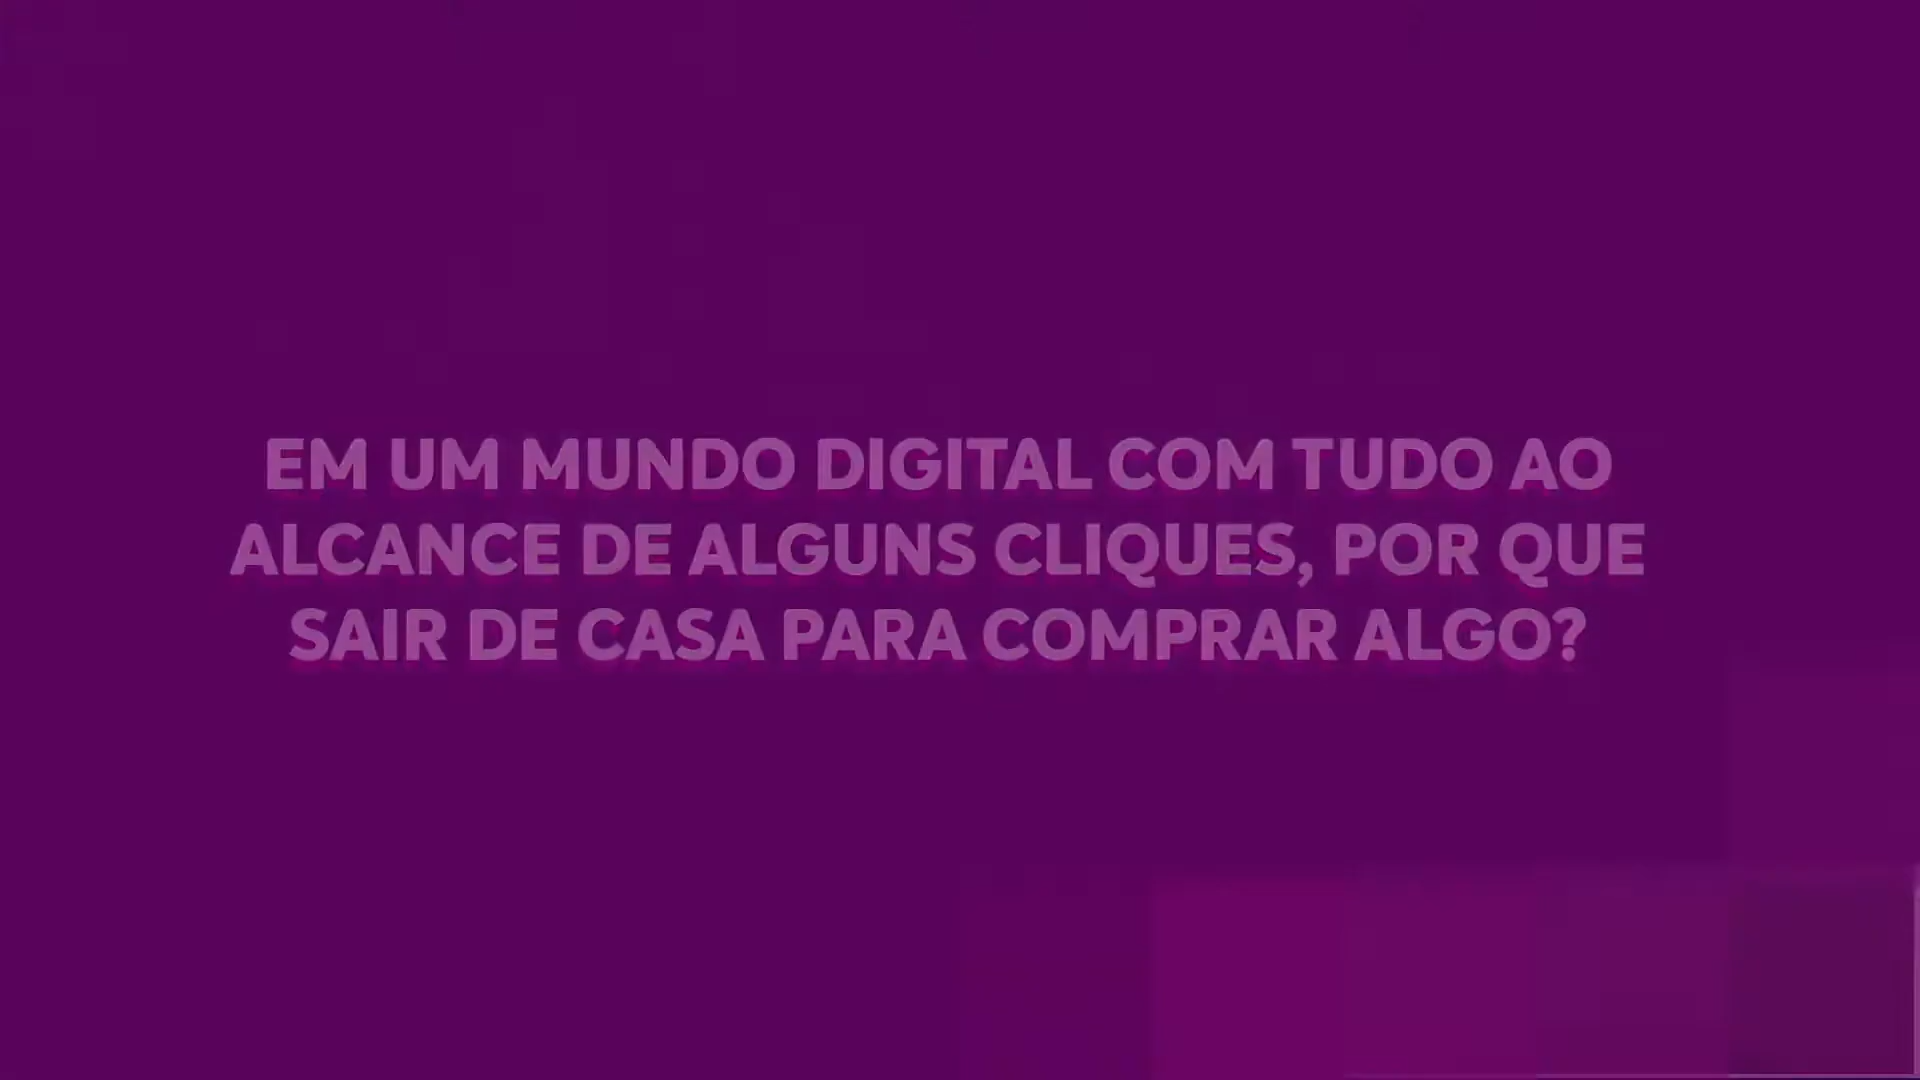 EM UM MUNDO DIGITAL COM TUDO AO
ALCANCE DE ALGUNS CLIQUES, POR QUE
SAIR DE CASA PARA COMPRAR ALGO?